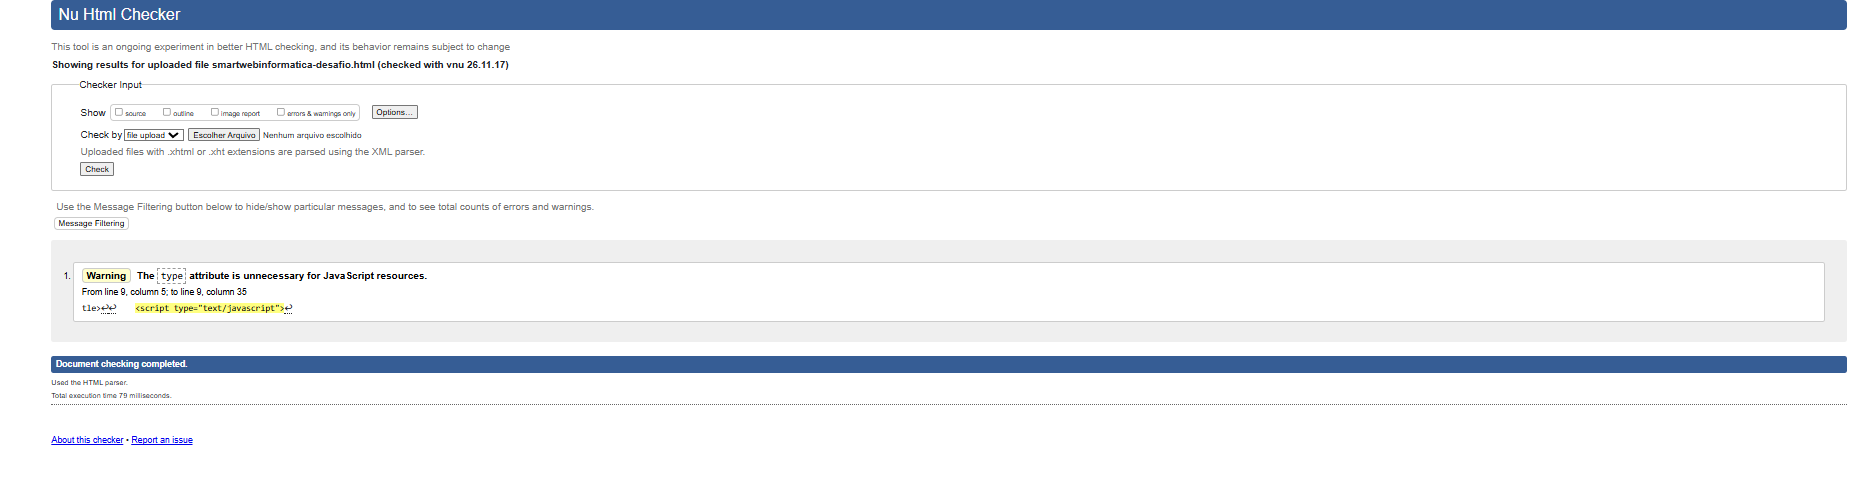 Nu Html Checker
This tool is an ongoing experiment in better HTML checking, and its behavior remains subject to change
Showing results for uploaded file smartwebinformatica-desafio.html (checked with vnu 26.11.17)
Checker Input
Show source outline image report errors & warnings only Options...
Check by file upload Escolher Arquivo Nenhum arquivo escolhido
Uploaded files with .xhtml or .xht extensions are parsed using the XML parser.
Check
Use the Message Filtering button below to hide/show particular messages, and to see total counts of errors and warnings.
Message Filtering
1. Warning The type attribute is unnecessary for JavaScript resources.
From line 9, column 5; to line 9, column 35
tle>↩↩ <script type="text/javascript">↩
Document checking completed.
Used the HTML parser.
Total execution time 79 milliseconds.
About this checker • Report an issue